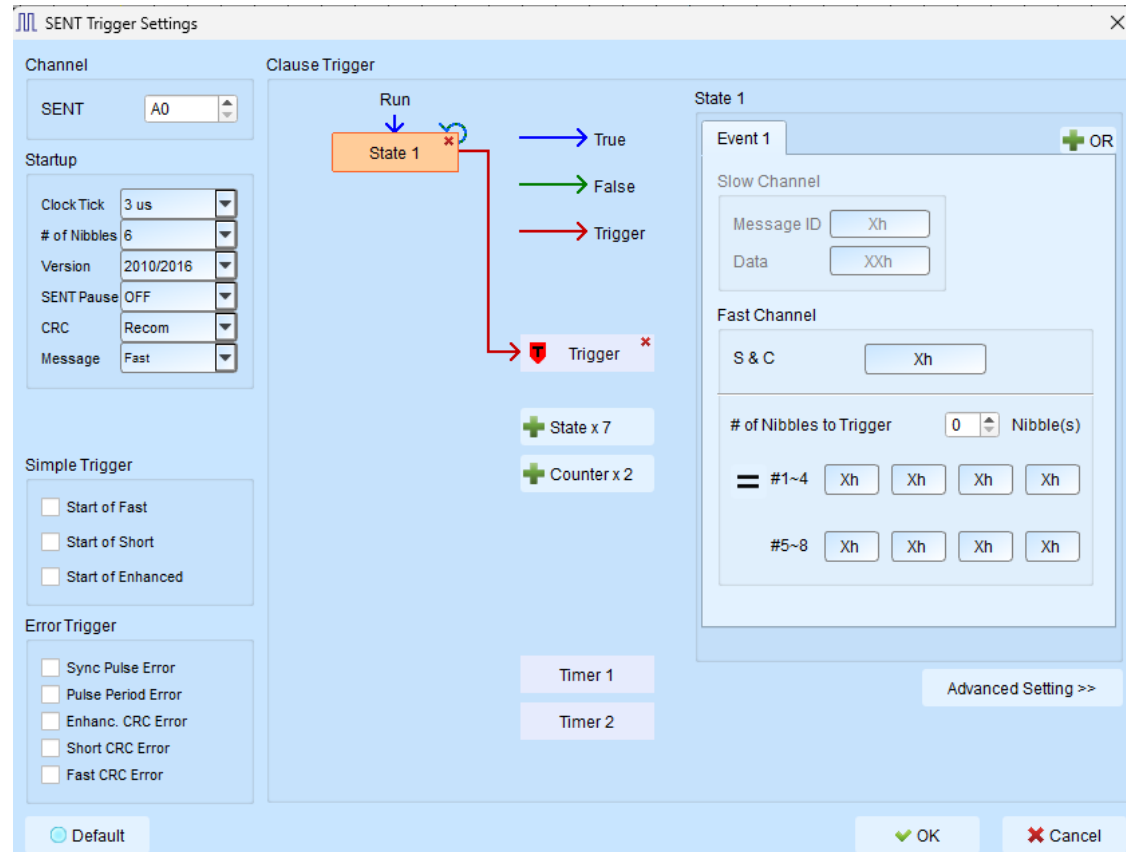 SENT Trigger Settings
Channel
SENT A0
Startup
Clock Tick 3 us
# of Nibbles 6
Version 2010/2016
SENT Pause OFF
CRC Recom
Message Fast
Simple Trigger
Start of Fast
Start of Short
Start of Enhanced
Error Trigger
Sync Pulse Error
Pulse Period Error
Enhanc. CRC Error
Short CRC Error
Fast CRC Error
Default
Clause Trigger
Run
State 1
True
False
Trigger
T Trigger
State x 7
Counter x 2
Timer 1
Timer 2
State 1
Event 1
OR
Slow Channel
Message ID Xh
Data XXh
Fast Channel
S & C Xh
# of Nibbles to Trigger 0 Nibble(s)
= #1~4 Xh Xh Xh Xh
#5~8 Xh Xh Xh Xh
Advanced Setting >>
OK
Cancel